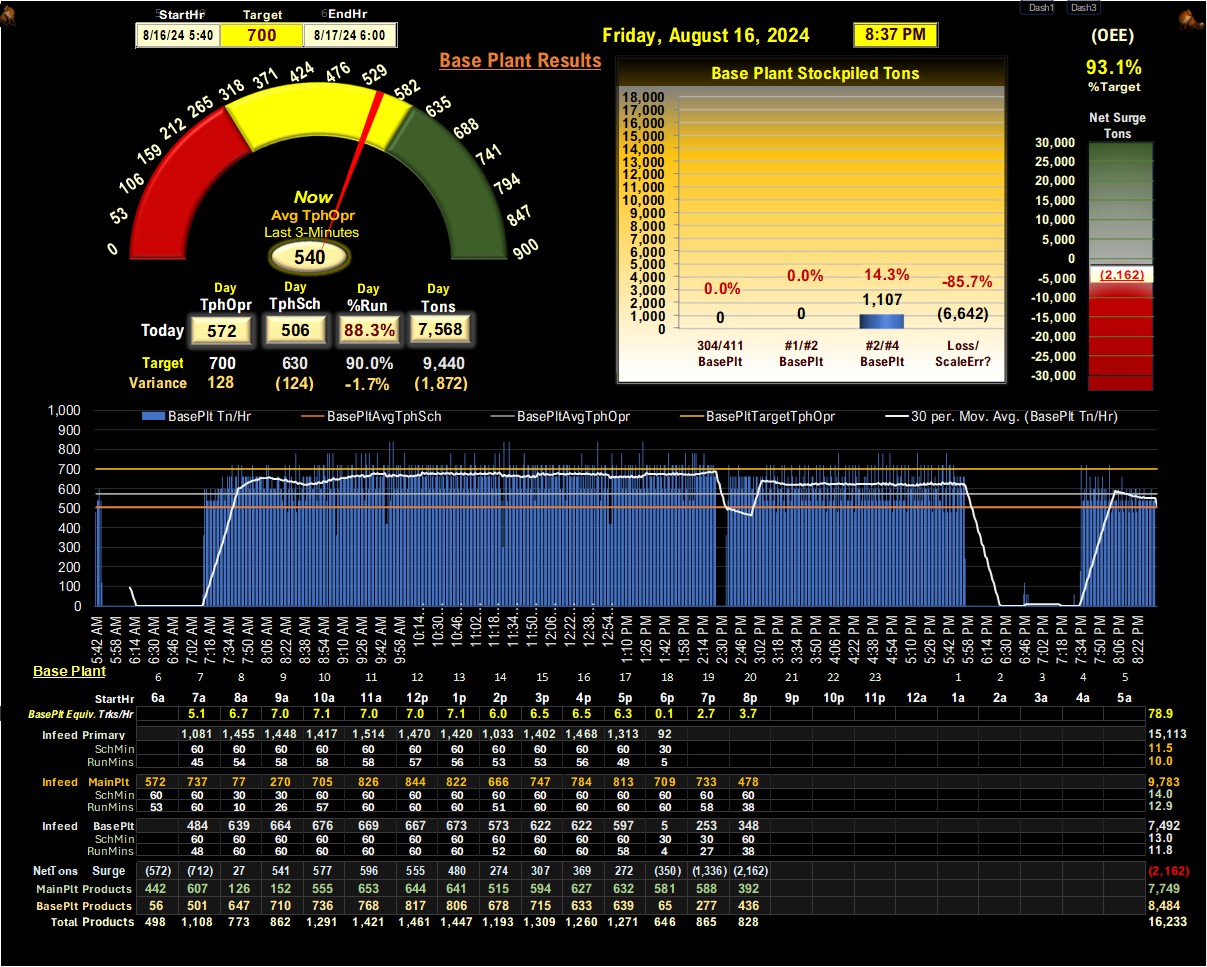 StartHr Target EndHr Dash1 Dash3
8/16/24 5:40 700 8/17/24 6:00
Friday, August 16, 2024 8:37 PM (OEE)
Base Plant Results
93.1%
%Target
Base Plant Stockpiled Tons
0 53 106 159 212 265 318 371 424 476 529 582 635 688 741 794 847 900
Now
Avg TphOpr
Last 3-Minutes
540
18,000
17,000
16,000
15,000
14,000
13,000
12,000
11,000
10,000
9,000
8,000
7,000
6,000
5,000
4,000
3,000
2,000
1,000
0
0.0% 0.0% 14.3% -85.7%
0 0 1,107 (6,642)
304/411 #1/#2 #2/#4 Loss/
BasePlt BasePlt BasePlt ScaleErr?
Net Surge
Tons
30,000
25,000
20,000
15,000
10,000
5,000
0
-5,000
-10,000
-15,000
-20,000
-25,000
-30,000
(2,162)
Day Day Day Day
TphOpr TphSch %Run Tons
Today 572 506 88.3% 7,568
Target 700 630 90.0% 9,440
Variance 128 (124) -1.7% (1,872)
BasePlt Tn/Hr BasePltAvgTphSch BasePltAvgTphOpr BasePltTargetTphOpr 30 per. Mov. Avg. (BasePlt Tn/Hr)
1,000
900
800
700
600
500
400
300
200
100
0
5:42 AM 5:58 AM 6:14 AM 6:30 AM 6:46 AM 7:02 AM 7:18 AM 7:34 AM 7:50 AM 8:06 AM 8:22 AM 8:38 AM 8:54 AM 9:10 AM 9:26 AM 9:42 AM 9:58 AM 10:14... 10:30... 10:46... 11:02... 11:18... 11:34... 11:50... 12:06... 12:22... 12:38... 12:54... 1:10 PM 1:26 PM 1:42 PM 1:58 PM 2:14 PM 2:30 PM 2:46 PM 3:02 PM 3:18 PM 3:34 PM 3:50 PM 4:06 PM 4:22 PM 4:38 PM 4:54 PM 5:10 PM 5:26 PM 5:42 PM 5:58 PM 6:14 PM 6:30 PM 6:46 PM 7:02 PM 7:18 PM 7:34 PM 7:50 PM 8:06 PM 8:22 PM
Base Plant
6 7 8 9 10 11 12 13 14 15 16 17 18 19 20 21 22 23 1 2 3 4 5
StartHr 6a 7a 8a 9a 10a 11a 12p 1p 2p 3p 4p 5p 6p 7p 8p 9p 10p 11p 12a 1a 2a 3a 4a 5a
BasePlt Equiv. Trks/Hr 5.1 6.7 7.0 7.1 7.0 7.0 7.1 6.0 6.5 6.5 6.3 0.1 2.7 3.7 78.9
Infeed Primary 1,081 1,455 1,448 1,417 1,514 1,470 1,420 1,033 1,402 1,468 1,313 92 15,113
SchMin 60 60 60 60 60 60 60 60 60 60 60 30 11.5
RunMins 45 54 58 58 58 57 56 53 53 56 49 5 10.0
Infeed MainPlt 572 737 77 270 705 826 844 822 666 747 784 813 709 733 478 9,783
SchMin 60 60 30 30 60 60 60 60 60 60 60 60 60 60 60 14.0
RunMins 53 60 10 26 57 60 60 60 51 60 60 60 60 58 38 12.9
Infeed BasePlt 484 639 664 676 669 667 673 573 622 622 597 5 253 348 7,492
SchMin 60 60 60 60 60 60 60 60 60 60 60 30 30 60 13.0
RunMins 48 60 60 60 60 60 60 52 60 60 58 4 27 38 11.8
NetTons Surge (572) (712) 27 541 577 596 555 480 274 307 369 272 (350) (1,336) (2,162) (2,162)
MainPlt Products 442 607 126 152 555 653 644 641 515 594 627 632 581 588 392 7,749
BasePlt Products 56 501 647 710 736 768 817 806 678 715 633 639 65 277 436 8,484
Total Products 498 1,108 773 862 1,291 1,421 1,461 1,447 1,193 1,309 1,260 1,271 646 865 828 16,233